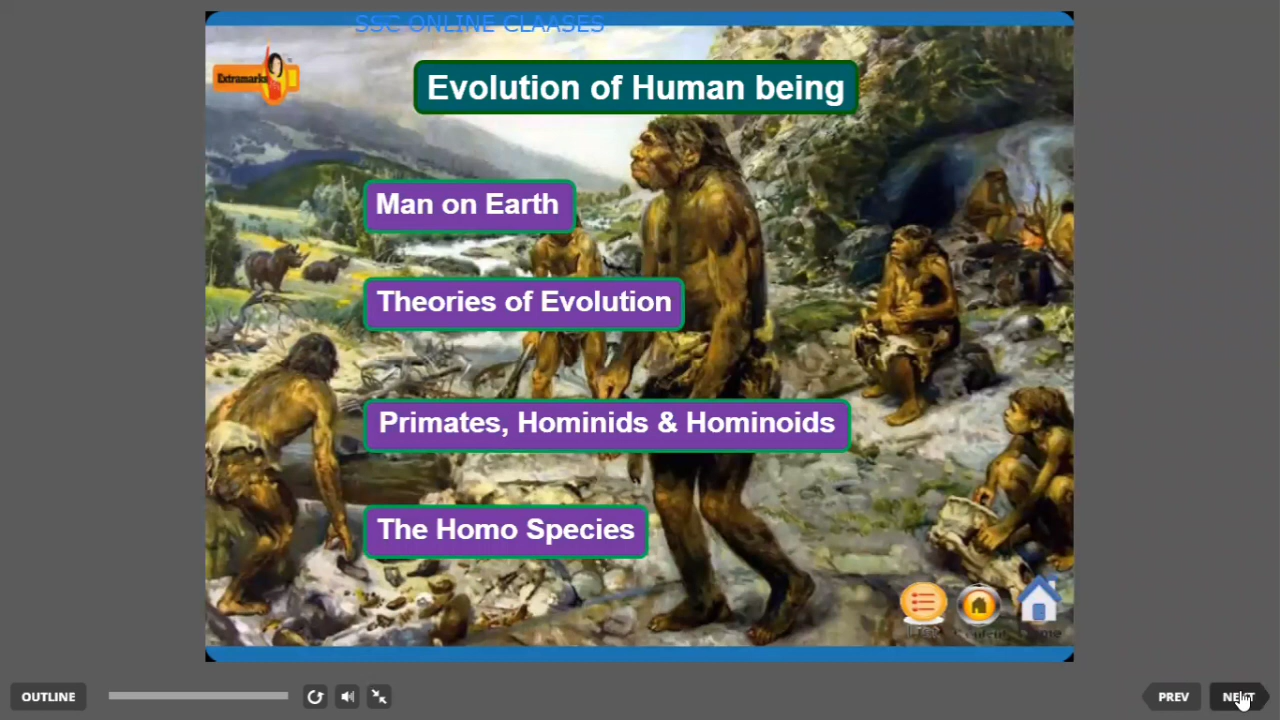 SSC ONLINE CLAASES
Extramarks
Evolution of Human being
Man on Earth
Theories of Evolution
Primates, Hominids & Hominoids
The Homo Species
OUTLINE
PREV
NEXT